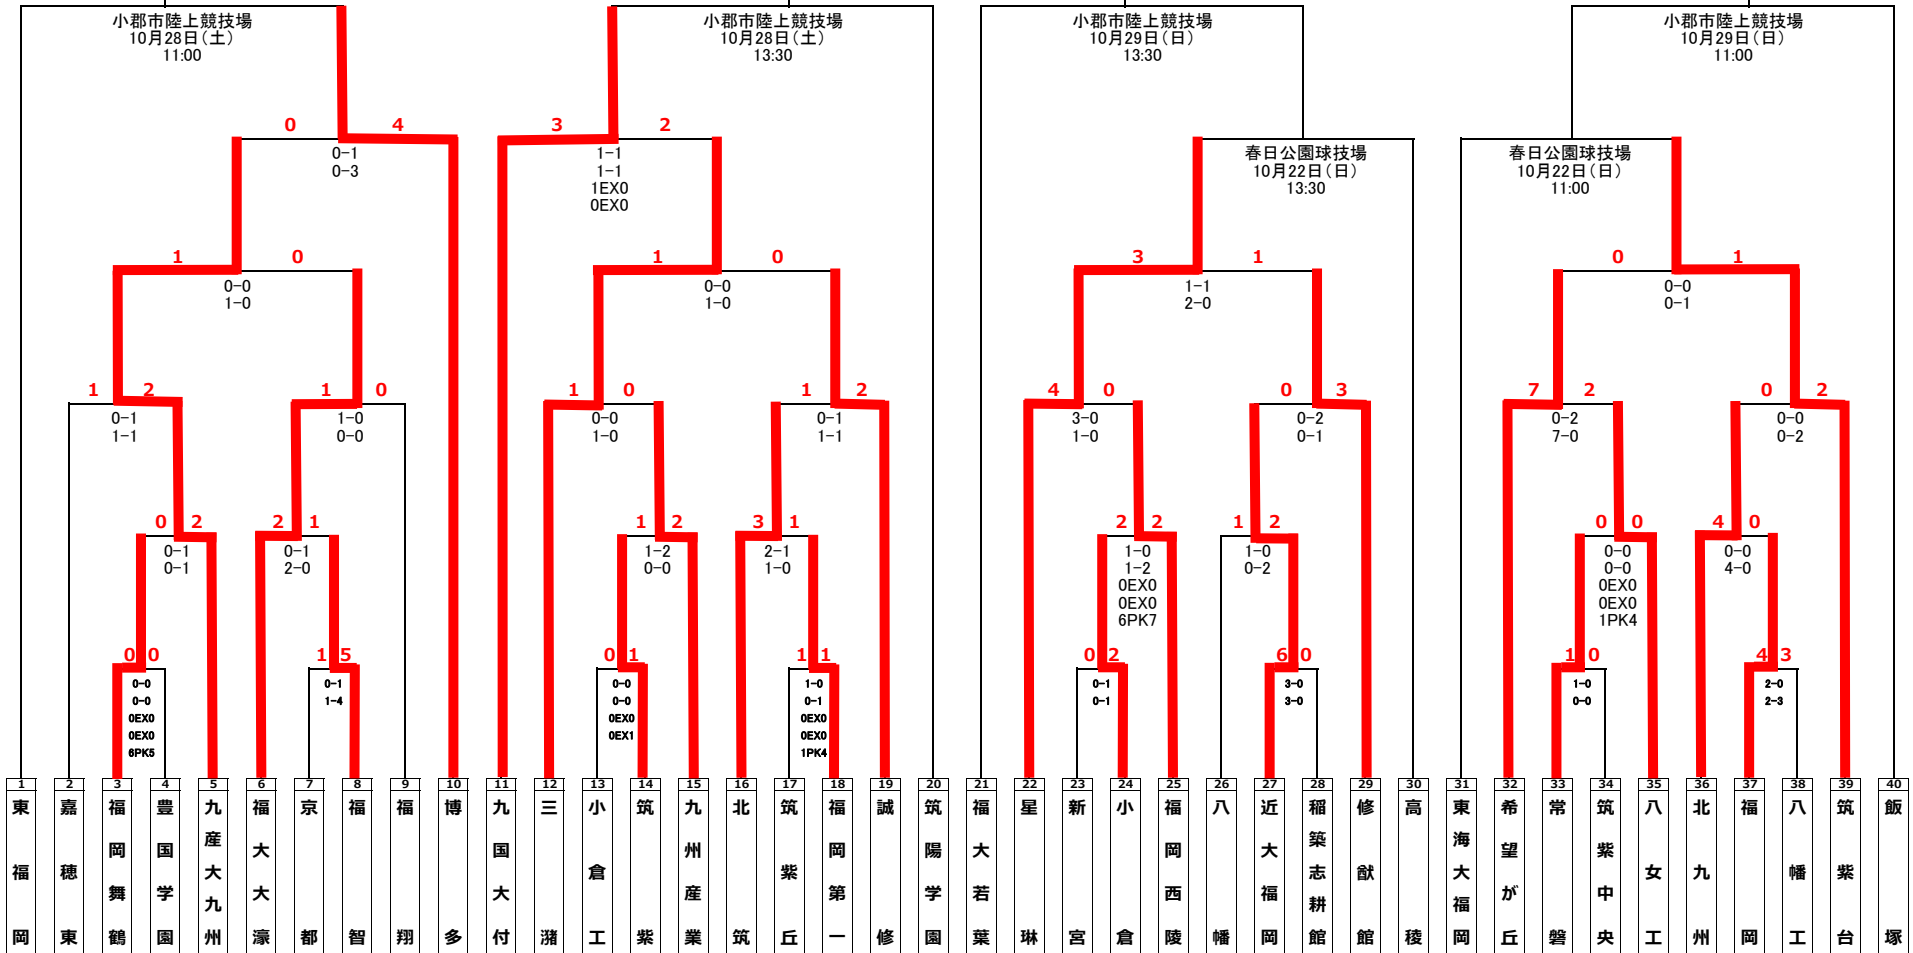 小郡市陸上競技場
10月28日(土)
11:00
小郡市陸上競技場
10月28日(土)
13:30
小郡市陸上競技場
10月29日(日)
13:30
小郡市陸上競技場
10月29日(日)
11:00
0 4
0-1
0-3
3 2
1-1
1-1
1EX0
0EX0
春日公園球技場
10月22日(日)
13:30
春日公園球技場
10月22日(日)
11:00
1 0
0-0
1-0
1 0
0-0
1-0
3 1
1-1
2-0
0 1
0-0
0-1
1 2
0-1
1-1
1 0
1-0
0-0
1 0
0-0
1-0
1 2
0-1
1-1
4 0
3-0
1-0
0 3
0-2
0-1
7 2
0-2
7-0
0 2
0-0
0-2
0 2
0-1
0-1
2 1
0-1
2-0
1 2
1-2
0-0
3 1
2-1
1-0
2 2
1-0
1-2
0EX0
0EX0
6PK7
1 2
1-0
0-2
0 0
0-0
0-0
0EX0
0EX0
1PK4
4 0
0-0
4-0
0 0
0-0
0-0
0EX0
0EX0
6PK5
1 5
0-1
1-4
0 1
0-0
0-0
0EX0
0EX1
1 1
1-0
0-1
0EX0
0EX0
1PK4
0 2
0-1
0-1
6 0
3-0
3-0
1 0
1-0
0-0
4 3
2-0
2-3
1 東福岡
2 嘉穂東
3 福岡舞鶴
4 豊国学園
5 九産大九州
6 福大大濠
7 京都
8 福智
9 福翔
10 博多
11 九国大付
12 三潴
13 小倉工
14 筑紫
15 九州産業
16 北筑
17 筑紫丘
18 福岡第一
19 誠修
20 筑陽学園
21 福大若葉
22 星琳
23 新宮
24 小倉
25 福岡西陵
26 八幡
27 近大福岡
28 稲築志耕館
29 修猷館
30 高稜
31 東海大福岡
32 希望が丘
33 常磐
34 筑紫中央
35 八女工
36 北九州
37 福岡
38 八幡工
39 筑紫台
40 飯塚